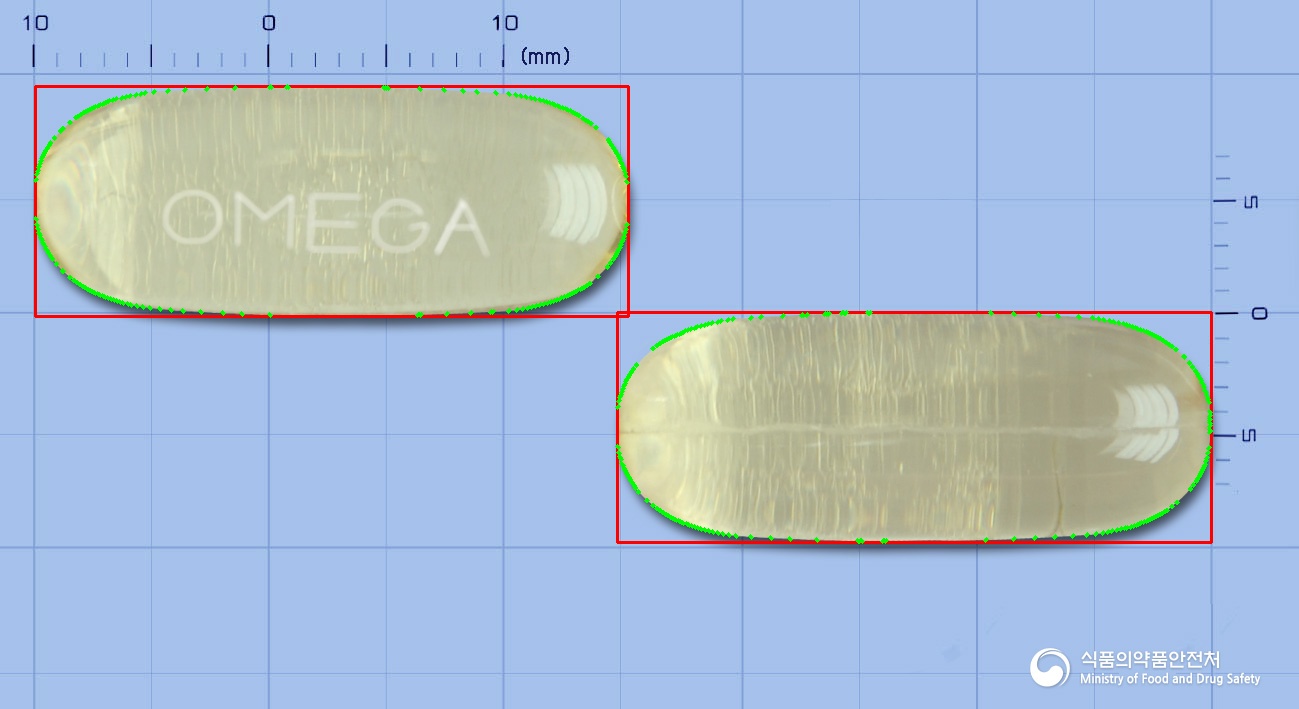 10 0 10
(mm)
OMEGA
5
0
5
식품의약품안전처
Ministry of Food and Drug Safety